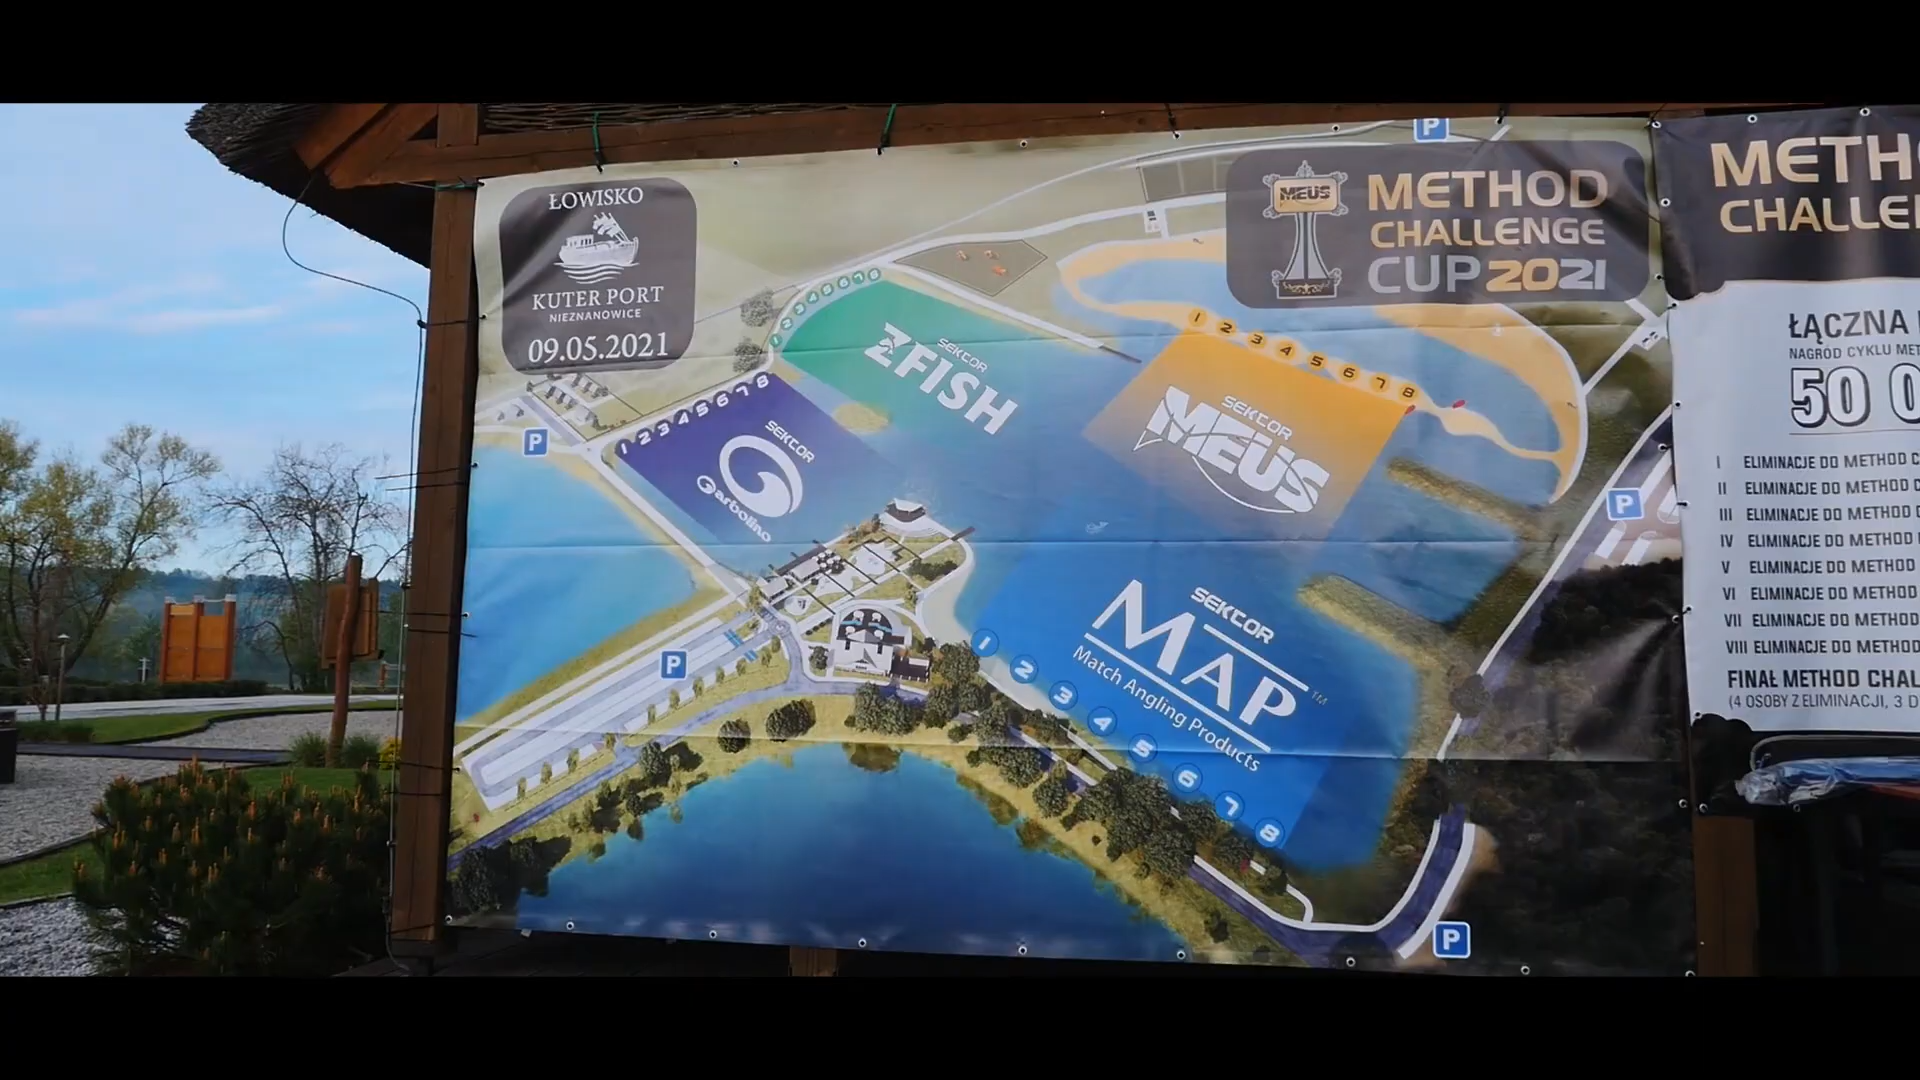 ŁOWISKO
KUTER PORT
NIEZNANOWICE
09.05.2021
MEUS
METHOD
CHALLENGE
CUP 2021
P
1 2 3 4 5 6 7 8
SEKTOR
ZFISH
1 2 3 4 5 6 7 8
SEKTOR
MEUS
1 2 3 4 5 6 7 8
SEKTOR
Garbolino
P
P
P
1 2 3 4 5 6 7 8
SEKTOR
MAP™
Match Angling Products
P
METH
CHALLE
ŁĄCZNA
NAGRÓD CYKLU MET
50 0
I ELIMINACJE DO METHOD C
II ELIMINACJE DO METHOD C
III ELIMINACJE DO METHOD C
IV ELIMINACJE DO METHOD
V ELIMINACJE DO METHOD
VI ELIMINACJE DO METHOD
VII ELIMINACJE DO METHOD
VIII ELIMINACJE DO METHOD
FINAŁ METHOD CHAL
(4 OSOBY Z ELIMINACJI, 3 D